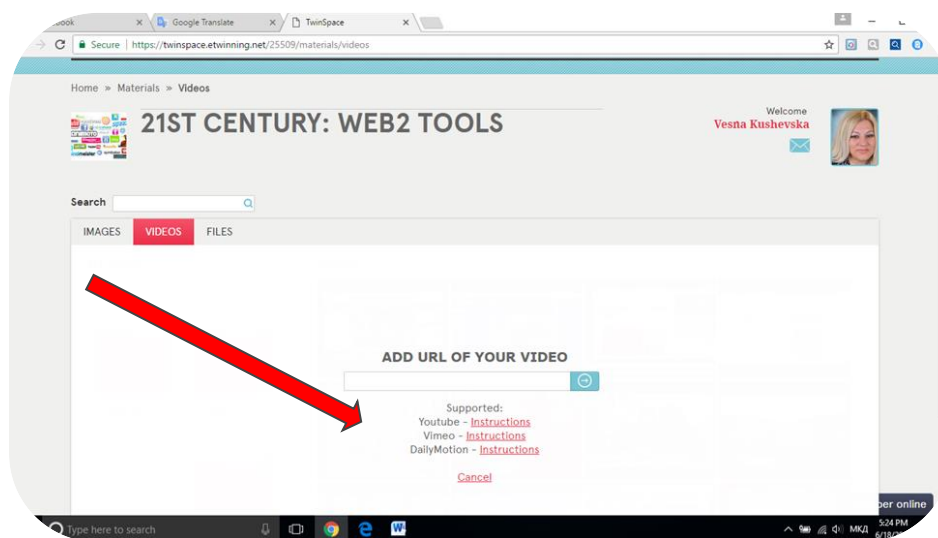 Google Translate
TwinSpace
Secure | https://twinspace.etwinning.net/25509/materials/videos
Home » Materials » Videos
21ST CENTURY: WEB2 TOOLS
Welcome
Vesna Kushevska
Search
IMAGES VIDEOS FILES
ADD URL OF YOUR VIDEO
Supported:
Youtube - Instructions
Vimeo - Instructions
DailyMotion - Instructions
Cancel
online
Type here to search
МКД
5:24 PM